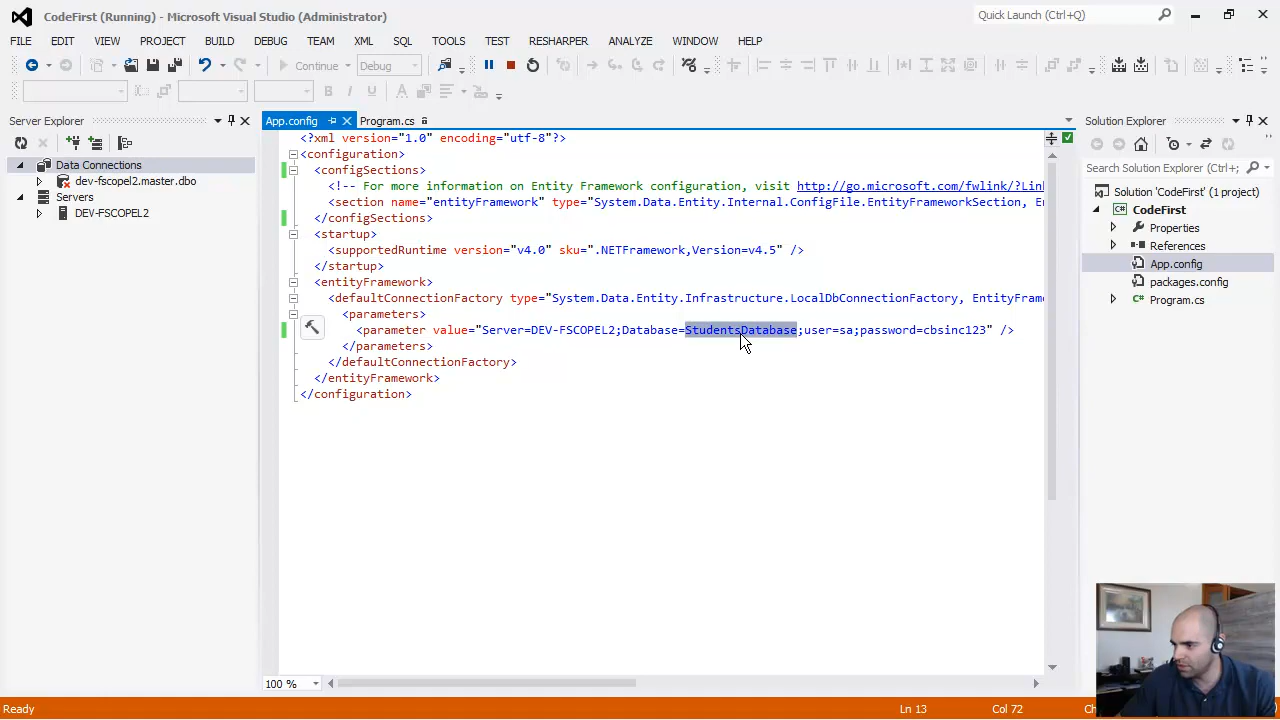 CodeFirst (Running) - Microsoft Visual Studio (Administrator)
Quick Launch (Ctrl+Q)
FILE EDIT VIEW PROJECT BUILD DEBUG TEAM XML SQL TOOLS TEST RESHARPER ANALYZE WINDOW HELP
Continue Debug
Server Explorer
Data Connections
dev-fscopel2.master.dbo
Servers
DEV-FSCOPEL2
App.config Program.cs
<?xml version="1.0" encoding="utf-8"?>
<configuration>
<configSections>
<!-- For more information on Entity Framework configuration, visit http://go.microsoft.com/fwlink/?Lin
<section name="entityFramework" type="System.Data.Entity.Internal.ConfigFile.EntityFrameworkSection, En
</configSections>
<startup>
<supportedRuntime version="v4.0" sku=".NETFramework,Version=v4.5" />
</startup>
<entityFramework>
<defaultConnectionFactory type="System.Data.Entity.Infrastructure.LocalDbConnectionFactory, EntityFrame
<parameters>
<parameter value="Server=DEV-FSCOPEL2;Database=StudentsDatabase;user=sa;password=cbsinc123" />
</parameters>
</defaultConnectionFactory>
</entityFramework>
</configuration>
100 %
Solution Explorer
Search Solution Explorer (Ctrl+;)
Solution 'CodeFirst' (1 project)
CodeFirst
Properties
References
App.config
packages.config
Program.cs
Ready
Ln 13 Col 72